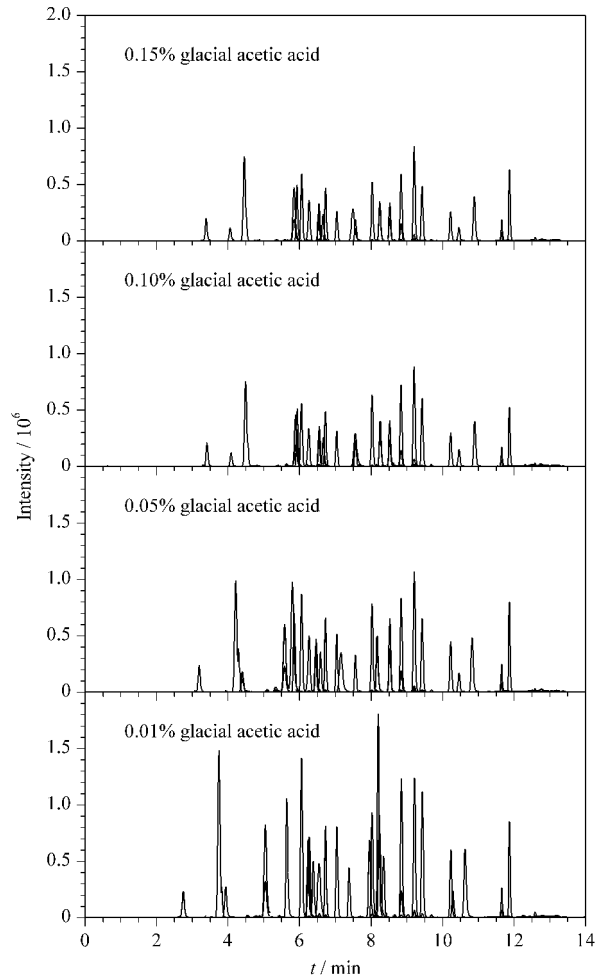 2.0
0.15% glacial acetic acid
1.5
1.0
0.5
0
0.10% glacial acetic acid
1.5
1.0
0.5
0
Intensity / 10⁶
0.05% glacial acetic acid
1.5
1.0
0.5
0
0.01% glacial acetic acid
1.5
1.0
0.5
0
0 2 4 6 8 10 12 14
t / min